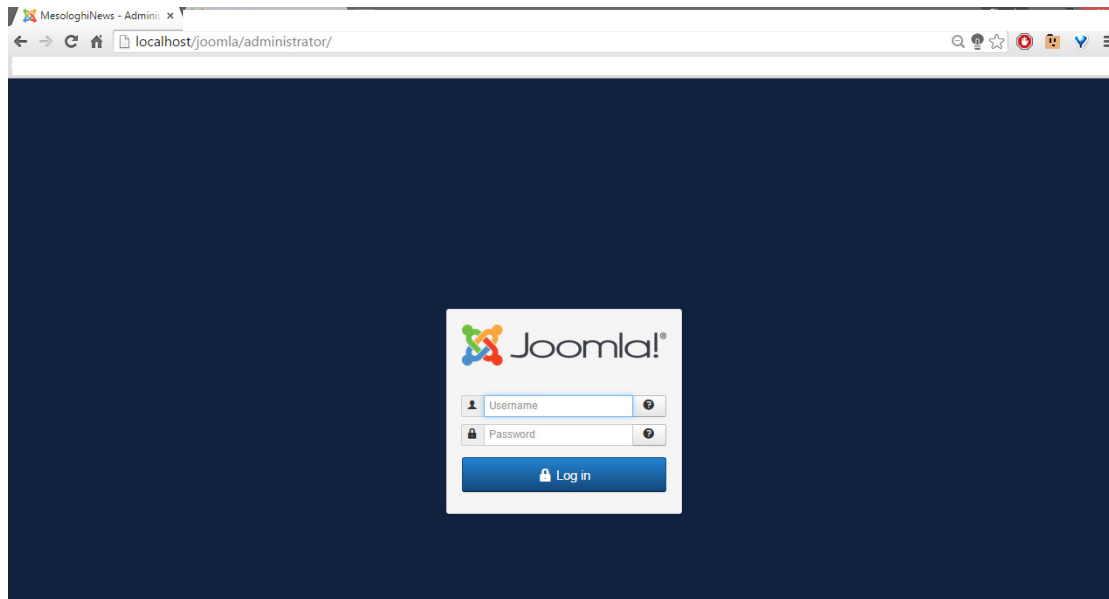 MesologhiNews - Adminis
localhost/joomla/administrator/
Joomla!®
Username
Password
Log in